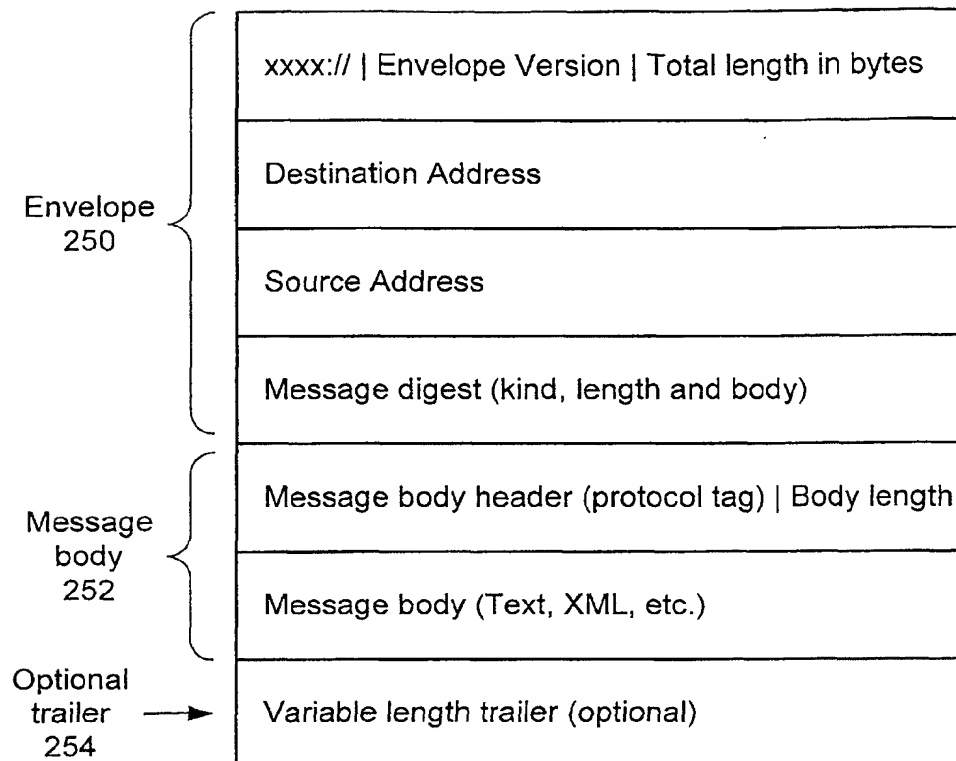 xxxx:// | Envelope Version | Total length in bytes
Destination Address
Envelope
250
Source Address
Message digest (kind, length and body)
Message body header (protocol tag) | Body length
Message
body
252
Message body (Text, XML, etc.)
Optional
trailer
254
Variable length trailer (optional)